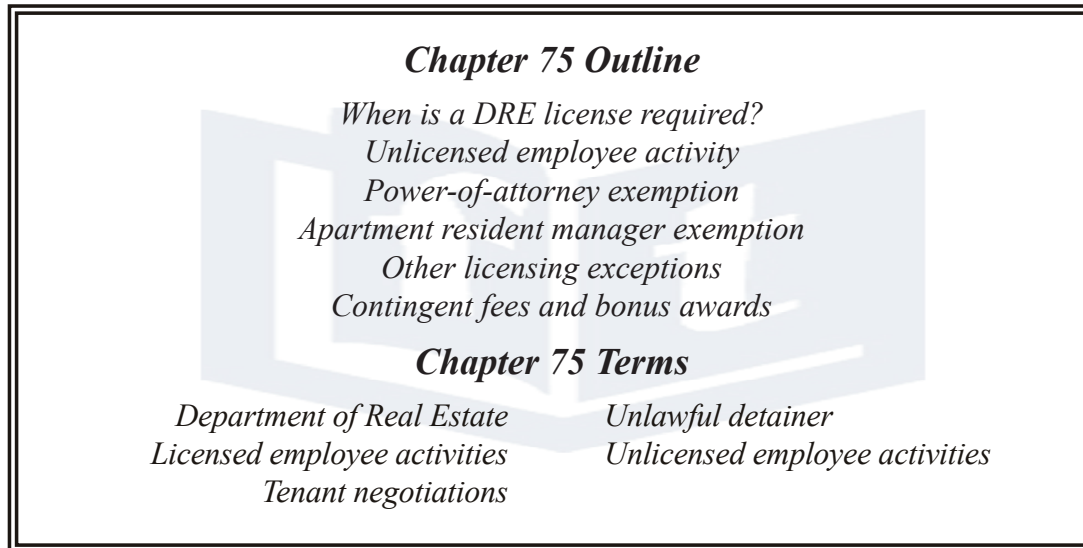 Chapter 75 Outline
When is a DRE license required?
Unlicensed employee activity
Power-of-attorney exemption
Apartment resident manager exemption
Other licensing exceptions
Contingent fees and bonus awards
Chapter 75 Terms
Department of Real Estate
Licensed employee activities
Tenant negotiations
Unlawful detainer
Unlicensed employee activities